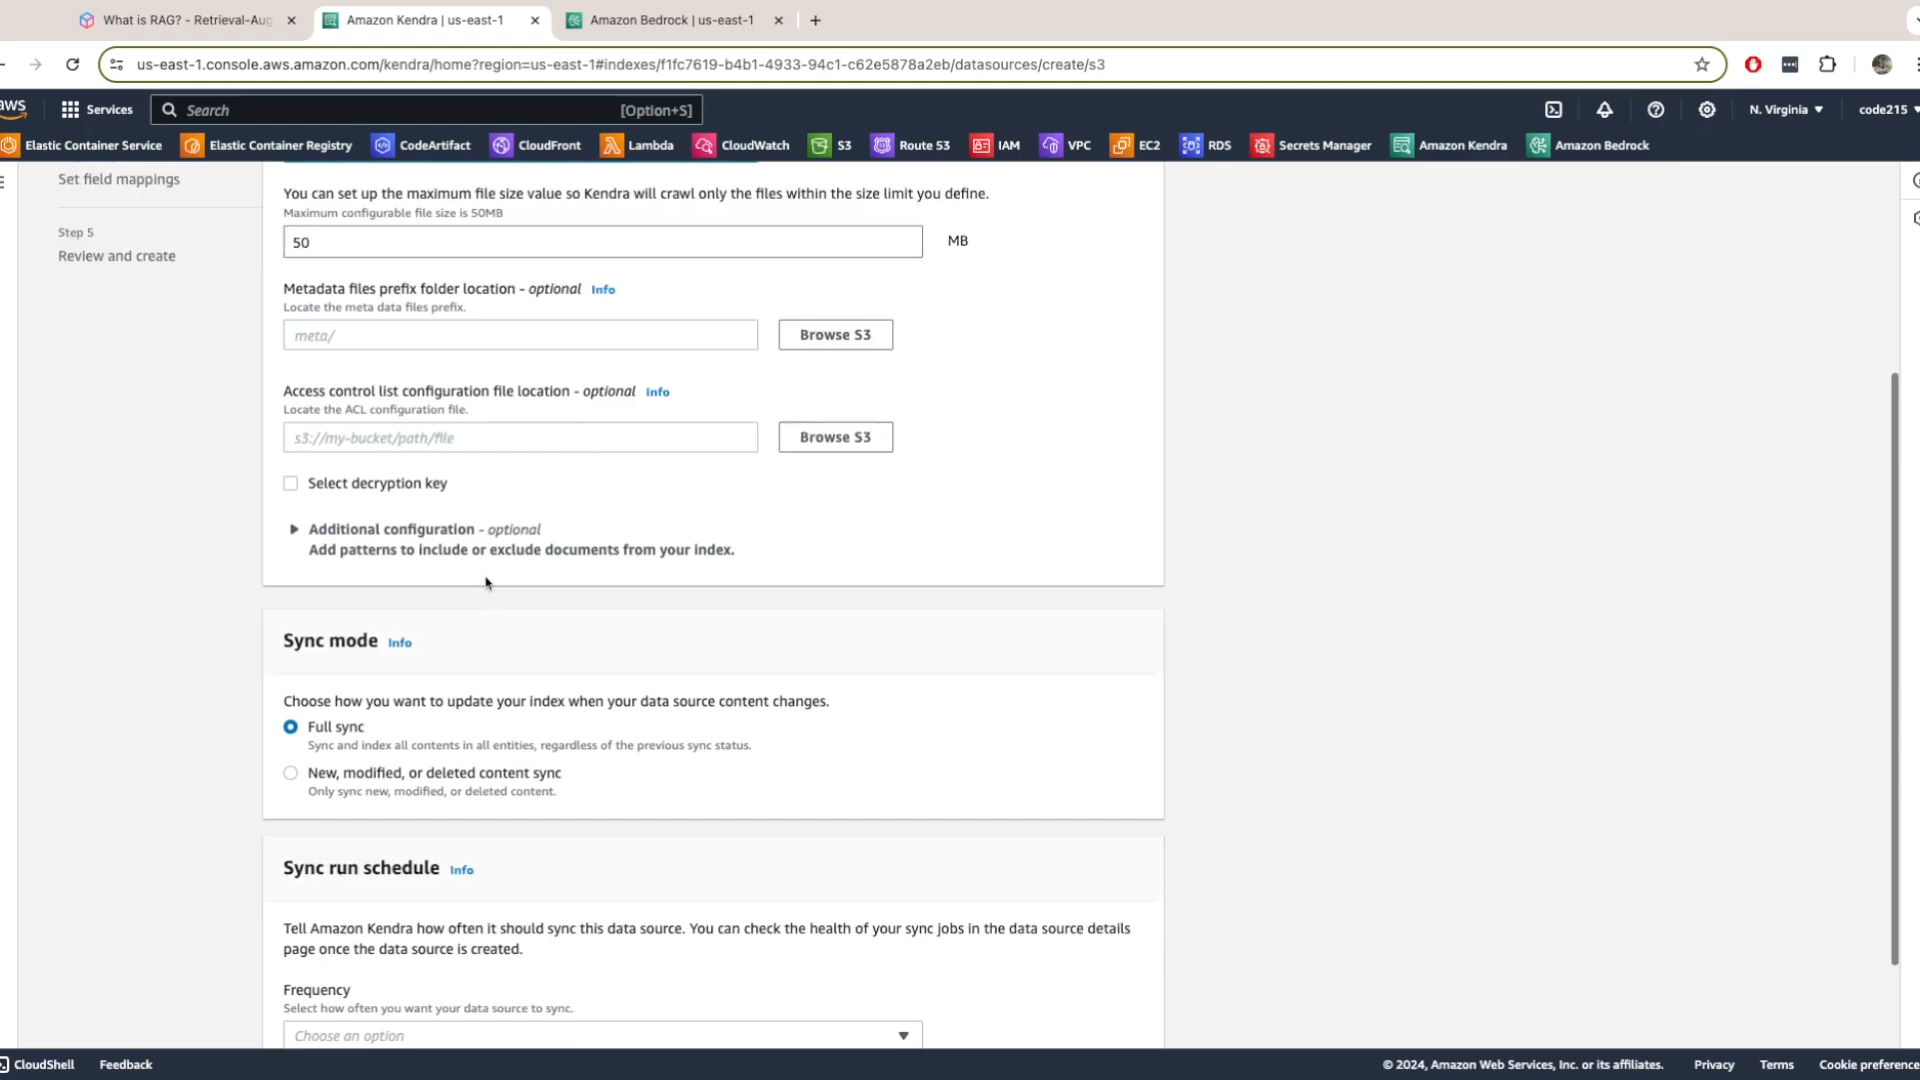 What is RAG? - Retrieval-Aug
Amazon Kendra | us-east-1
Amazon Bedrock | us-east-1
us-east-1.console.aws.amazon.com/kendra/home?region=us-east-1#indexes/f1fc7619-b4b1-4933-94c1-c62e5878a2eb/datasources/create/s3
aws
Services
Search
[Option+S]
N. Virginia
code215
Elastic Container Service
Elastic Container Registry
CodeArtifact
CloudFront
Lambda
CloudWatch
S3
Route 53
IAM
VPC
EC2
RDS
Secrets Manager
Amazon Kendra
Amazon Bedrock
Set field mappings
Step 5
Review and create
You can set up the maximum file size value so Kendra will crawl only the files within the size limit you define.
Maximum configurable file size is 50MB
50
MB
Metadata files prefix folder location - optional Info
Locate the meta data files prefix.
meta/
Browse S3
Access control list configuration file location - optional Info
Locate the ACL configuration file.
s3://my-bucket/path/file
Browse S3
Select decryption key
Additional configuration - optional
Add patterns to include or exclude documents from your index.
Sync mode Info
Choose how you want to update your index when your data source content changes.
Full sync
Sync and index all contents in all entities, regardless of the previous sync status.
New, modified, or deleted content sync
Only sync new, modified, or deleted content.
Sync run schedule Info
Tell Amazon Kendra how often it should sync this data source. You can check the health of your sync jobs in the data source details
page once the data source is created.
Frequency
Select how often you want your data source to sync.
Choose an option
CloudShell
Feedback
© 2024, Amazon Web Services, Inc. or its affiliates.
Privacy
Terms
Cookie preference